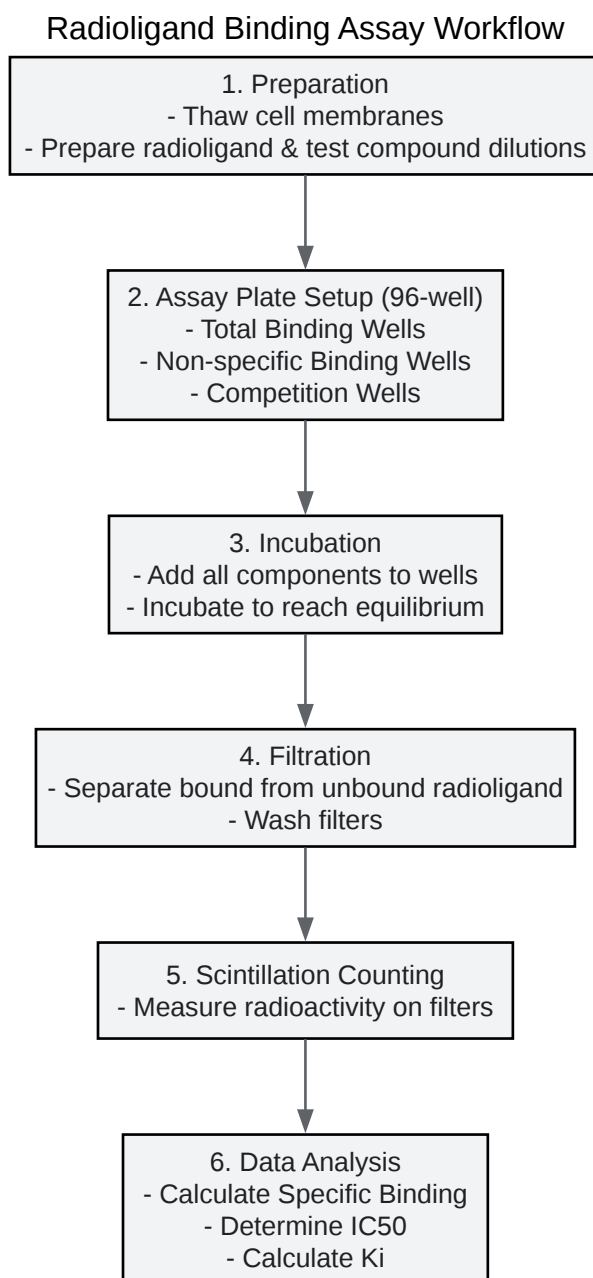 Radioligand Binding Assay Workflow
1. Preparation
- Thaw cell membranes
- Prepare radioligand & test compound dilutions
2. Assay Plate Setup (96-well)
- Total Binding Wells
- Non-specific Binding Wells
- Competition Wells
3. Incubation
- Add all components to wells
- Incubate to reach equilibrium
4. Filtration
- Separate bound from unbound radioligand
- Wash filters
5. Scintillation Counting
- Measure radioactivity on filters
6. Data Analysis
- Calculate Specific Binding
- Determine IC50
- Calculate Ki